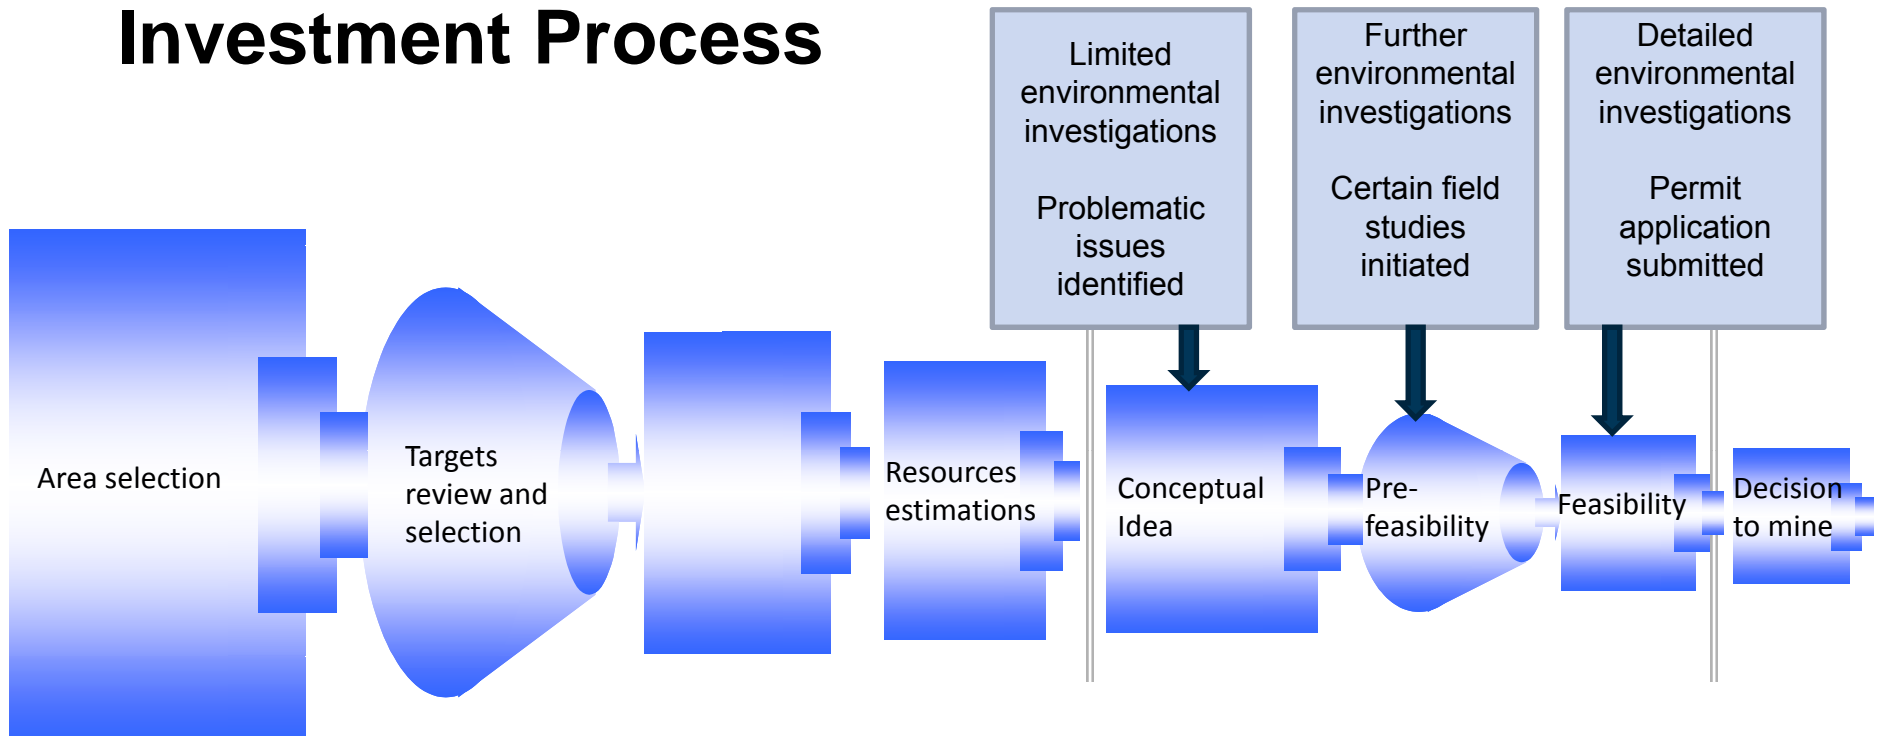 Investment Process
Limited
environmental
investigations
Problematic
issues
identified
Further
environmental
investigations
Certain field
studies
initiated
Detailed
environmental
investigations
Permit
application
submitted
Area selection
Targets
review and
selection
Resources
estimations
Conceptual
Idea
Pre-
feasibility
Feasibility
Decision
to mine